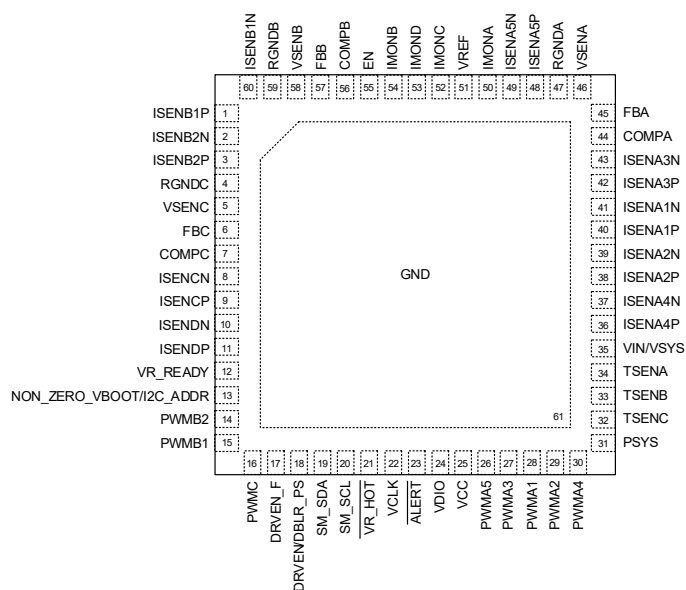 ISENB1N
RGNDB
VSENB
FBB
COMPB
EN
IMONB
IMOND
IMONC
VREF
IMONA
ISENA5N
ISENA5P
RGNDA
VSENA
60 59 58 57 56 55 54 53 52 51 50 49 48 47 46
ISENB1P 1
ISENB2N 2
ISENB2P 3
RGNDC 4
VSENC 5
FBC 6
COMPC 7
ISENCN 8
ISENCP 9
ISENDN 10
ISENDP 11
VR_READY 12
NON_ZERO_VBOOT/I2C_ADDR 13
PWMB2 14
PWMB1 15
GND
61
45 FBA
44 COMPA
43 ISENA3N
42 ISENA3P
41 ISENA1N
40 ISENA1P
39 ISENA2N
38 ISENA2P
37 ISENA4N
36 ISENA4P
35 VIN/VSYS
34 TSENA
33 TSENB
32 TSENC
31 PSYS
16 17 18 19 20 21 22 23 24 25 26 27 28 29 30
PWMC
DRVEN_F
DRVEN/DBLR_PS
SM_SDA
SM_SCL
VR_HOT
VCLK
ALERT
VDIO
VCC
PWMA5
PWMA3
PWMA1
PWMA2
PWMA4